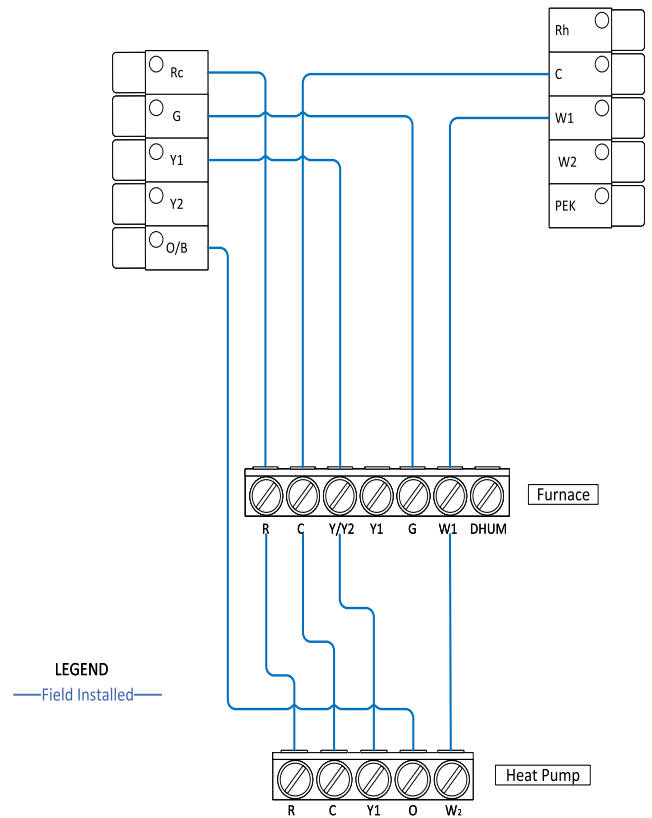 Rc
G
Y1
Y2
O/B
Rh
C
W1
W2
PEK
Furnace
R C Y/Y2 Y1 G W1 DHUM
LEGEND
Field Installed
Heat Pump
R C Y1 O W₂